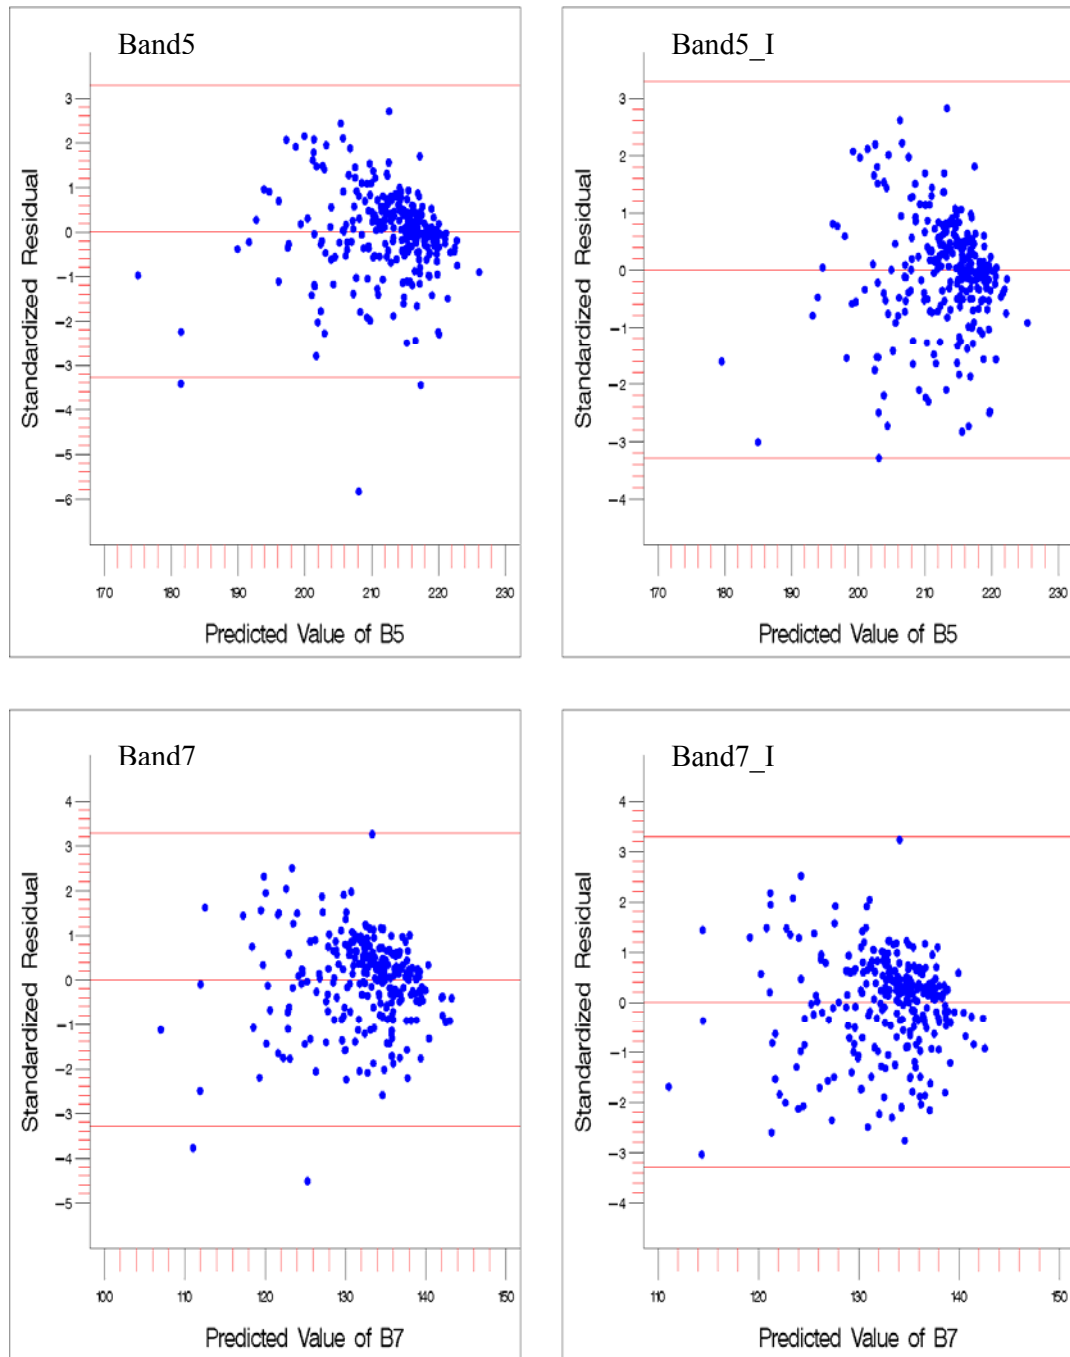 Band5
3
2
1
0
−1
−2
−3
−4
−5
−6
Standardized Residual
170 180 190 200 210 220 230
Predicted Value of B5
Band5_I
3
2
1
0
−1
−2
−3
−4
Standardized Residual
170 180 190 200 210 220 230
Predicted Value of B5
Band7
4
3
2
1
0
−1
−2
−3
−4
−5
Standardized Residual
100 110 120 130 140 150
Predicted Value of B7
Band7_I
4
3
2
1
0
−1
−2
−3
−4
Standardized Residual
110 120 130 140 150
Predicted Value of B7